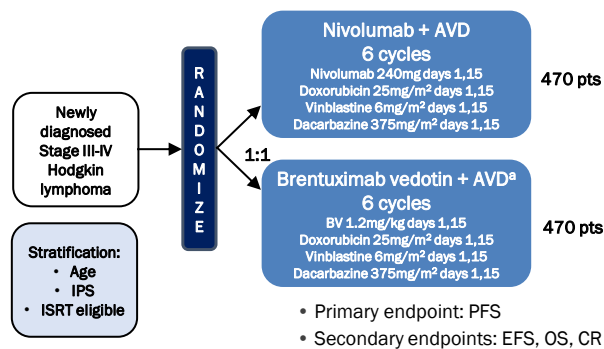 Newly
diagnosed
Stage III-IV
Hodgkin
lymphoma
Stratification:
• Age
• IPS
• ISRT eligible
R
A
N
D
O
M
I
Z
E
1:1
Nivolumab + AVD
6 cycles
Nivolumab 240mg days 1,15
Doxorubicin 25mg/m² days 1,15
Vinblastine 6mg/m² days 1,15
Dacarbazine 375mg/m² days 1,15
470 pts
Brentuximab vedotin + AVDᵃ
6 cycles
BV 1.2mg/kg days 1,15
Doxorubicin 25mg/m² days 1,15
Vinblastine 6mg/m² days 1,15
Dacarbazine 375mg/m² days 1,15
470 pts
• Primary endpoint: PFS
• Secondary endpoints: EFS, OS, CR